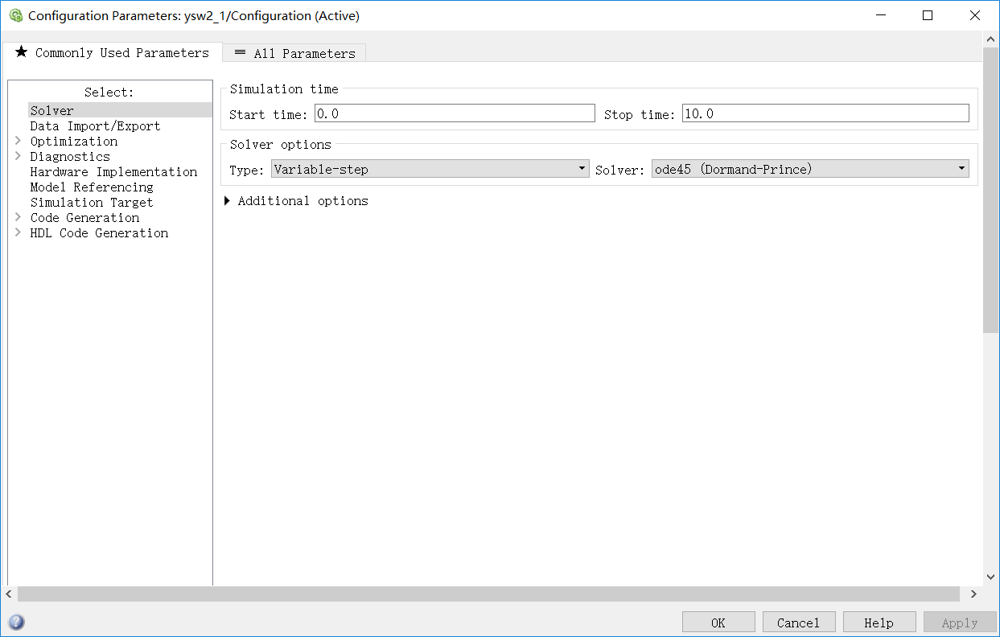 Configuration Parameters: ysw2_1/Configuration (Active)
Commonly Used Parameters
All Parameters
Select:
Solver
Data Import/Export
Optimization
Diagnostics
Hardware Implementation
Model Referencing
Simulation Target
Code Generation
HDL Code Generation
Simulation time
Start time: 0.0 Stop time: 10.0
Solver options
Type: Variable-step Solver: ode45 (Dormand-Prince)
Additional options
OK Cancel Help Apply